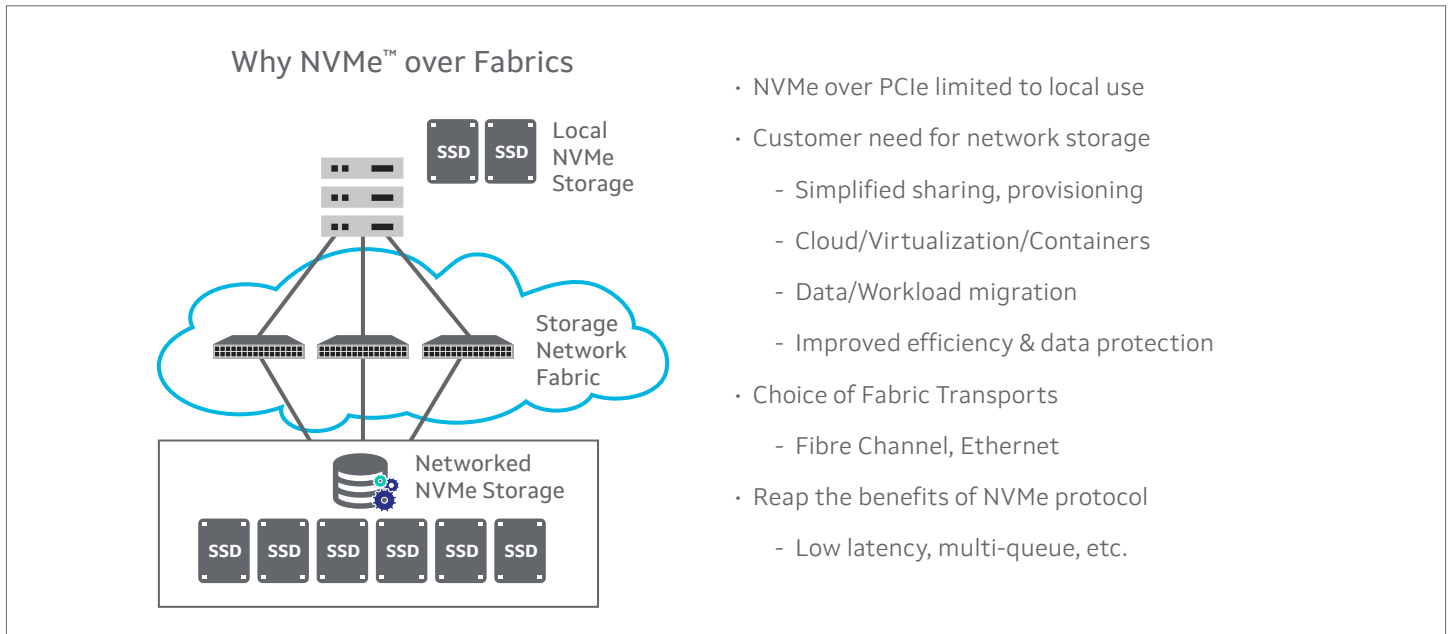 Why NVMe™ over Fabrics
SSD SSD
Local
NVMe
Storage
Storage
Network
Fabric
Networked
NVMe Storage
SSD SSD SSD SSD SSD SSD
· NVMe over PCIe limited to local use
· Customer need for network storage
- Simplified sharing, provisioning
- Cloud/Virtualization/Containers
- Data/Workload migration
- Improved efficiency & data protection
· Choice of Fabric Transports
- Fibre Channel, Ethernet
· Reap the benefits of NVMe protocol
- Low latency, multi-queue, etc.